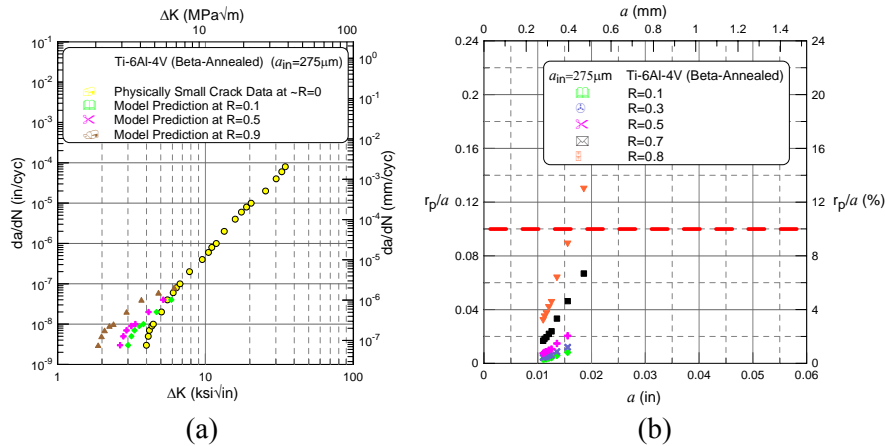 ΔK (MPa√m)
(a)
1 10 100
10⁻¹
10⁻²
10⁻³
10⁻⁴
10⁻⁵
10⁻⁶
10⁻⁷
10⁻⁸
10⁻⁹
da/dN (in/cyc)
Ti-6Al-4V (Beta-Annealed) (a_in=275μm)
Physically Small Crack Data at ~R=0
Model Prediction at R=0.1
Model Prediction at R=0.5
Model Prediction at R=0.9
10⁰
10⁻¹
10⁻²
10⁻³
10⁻⁴
10⁻⁵
10⁻⁶
10⁻⁷
da/dN (mm/cyc)
1 10 100
ΔK (ksi√in)
(a)
a (mm)
0 0.3 0.6 0.9 1.2 1.5
0.24
0.2
0.16
0.12
0.08
0.04
0
r_p/a
a_in=275μm Ti-6Al-4V (Beta-Annealed)
R=0.1
R=0.3
R=0.5
R=0.7
R=0.8
24
20
16
12
8
4
0
r_p/a (%)
0 0.01 0.02 0.03 0.04 0.05 0.06
a (in)
(b)